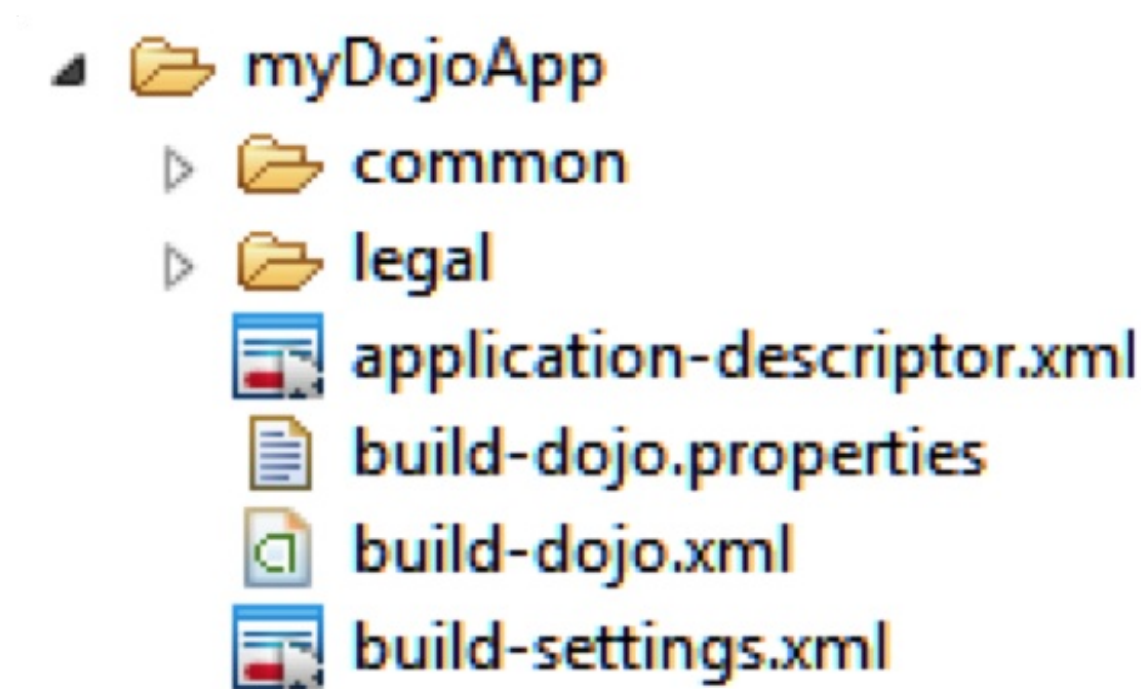 myDojoApp
common
legal
application-descriptor.xml
build-dojo.properties
build-dojo.xml
build-settings.xml